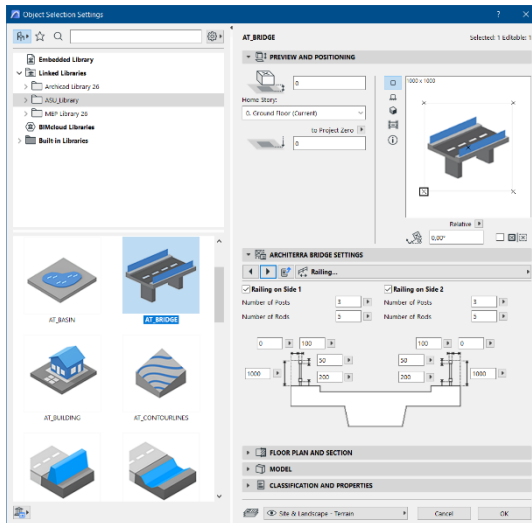 Object Selection Settings
Embedded Library
Linked Libraries
Archicad Library 26
ASU_Library
MEP Library 26
BIMcloud Libraries
Built-in Libraries
AT_BASIN
AT_BRIDGE
AT_BUILDING
AT_CONTOURLINES
AT_BRIDGE
Selected: 1 Editable: 1
PREVIEW AND POSITIONING
0
Home Story:
0. Ground Floor (Current)
to Project Zero
0
1000 x 1000
Relative
0,00°
ARCHITERRA BRIDGE SETTINGS
Railing...
Railing on Side 1
Railing on Side 2
Number of Posts
3
Number of Posts
3
Number of Rods
3
Number of Rods
3
0
100
100
0
50
50
1000
200
200
1000
FLOOR PLAN AND SECTION
MODEL
CLASSIFICATION AND PROPERTIES
Site & Landscape - Terrain
Cancel
OK